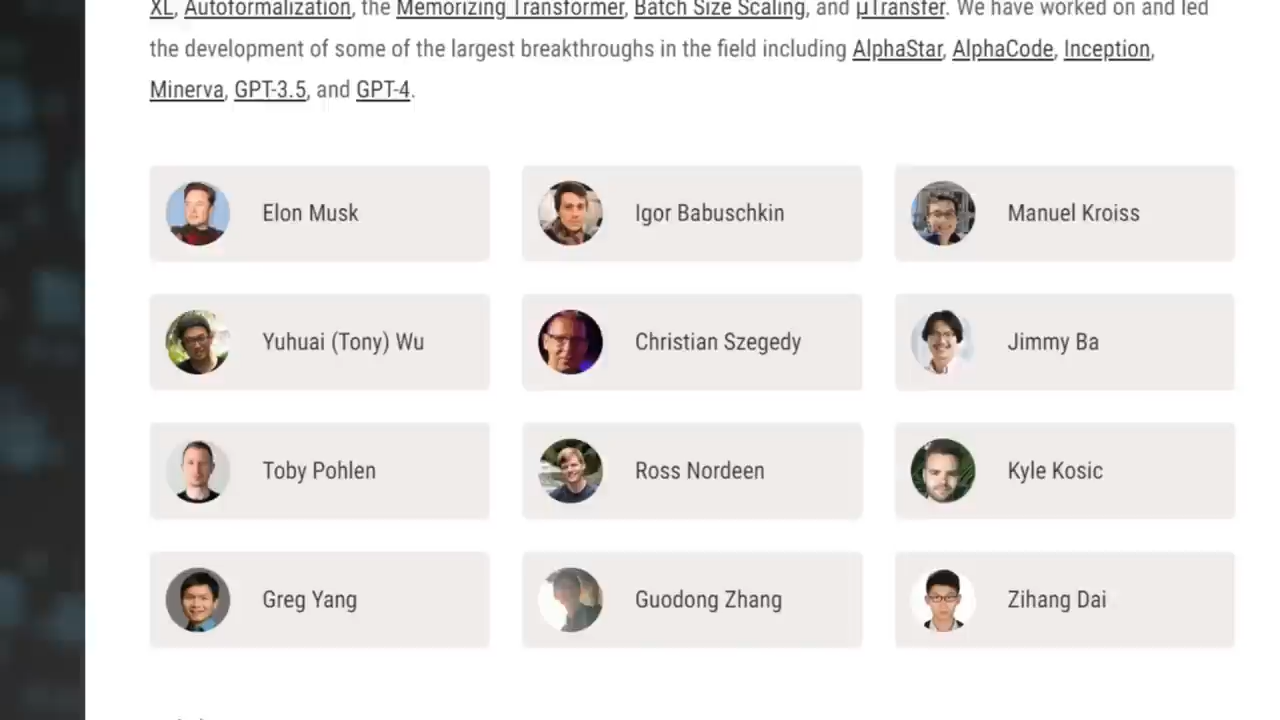 XL, Autoformalization, the Memorizing Transformer, Batch Size Scaling, and μTransfer. We have worked on and led
the development of some of the largest breakthroughs in the field including AlphaStar, AlphaCode, Inception,
Minerva, GPT-3.5, and GPT-4.
Elon Musk
Igor Babuschkin
Manuel Kroiss
Yuhuai (Tony) Wu
Christian Szegedy
Jimmy Ba
Toby Pohlen
Ross Nordeen
Kyle Kosic
Greg Yang
Guodong Zhang
Zihang Dai